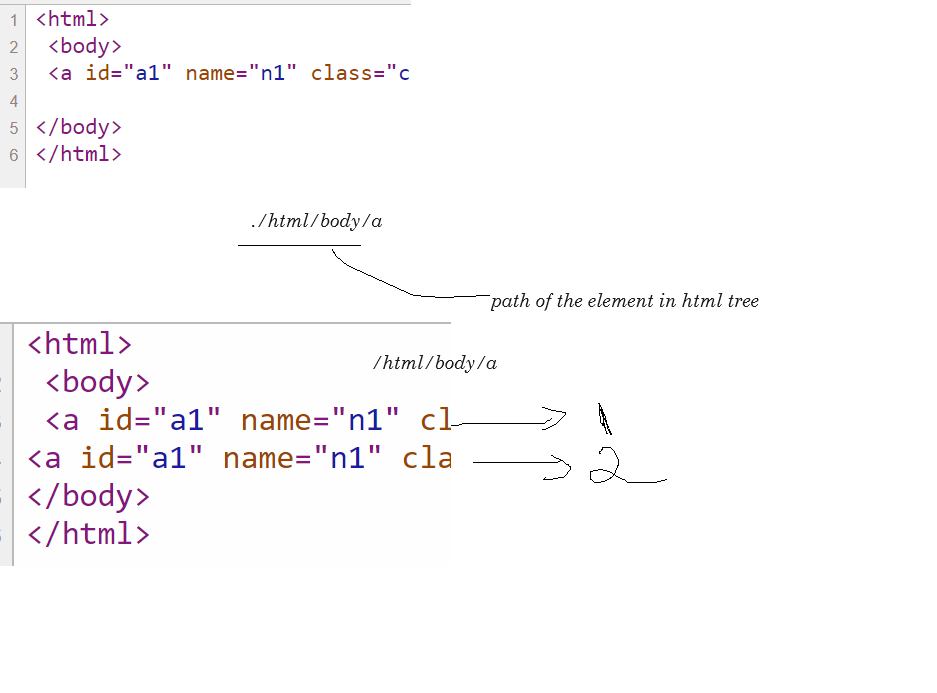 1 <html>
2 <body>
3 <a id="a1" name="n1" class="c
4
5 </body>
6 </html>
./html/body/a
path of the element in html tree
<html>
/html/body/a
<body>
<a id="a1" name="n1" cl
1
<a id="a1" name="n1" cla
2
</body>
</html>